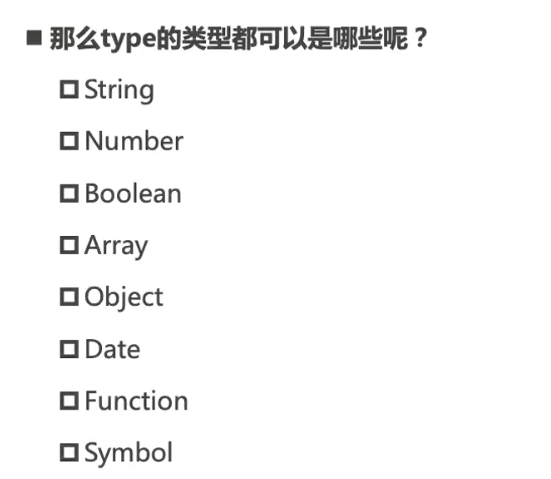 那么type的类型都可以是哪些呢？
String
Number
Boolean
Array
Object
Date
Function
Symbol